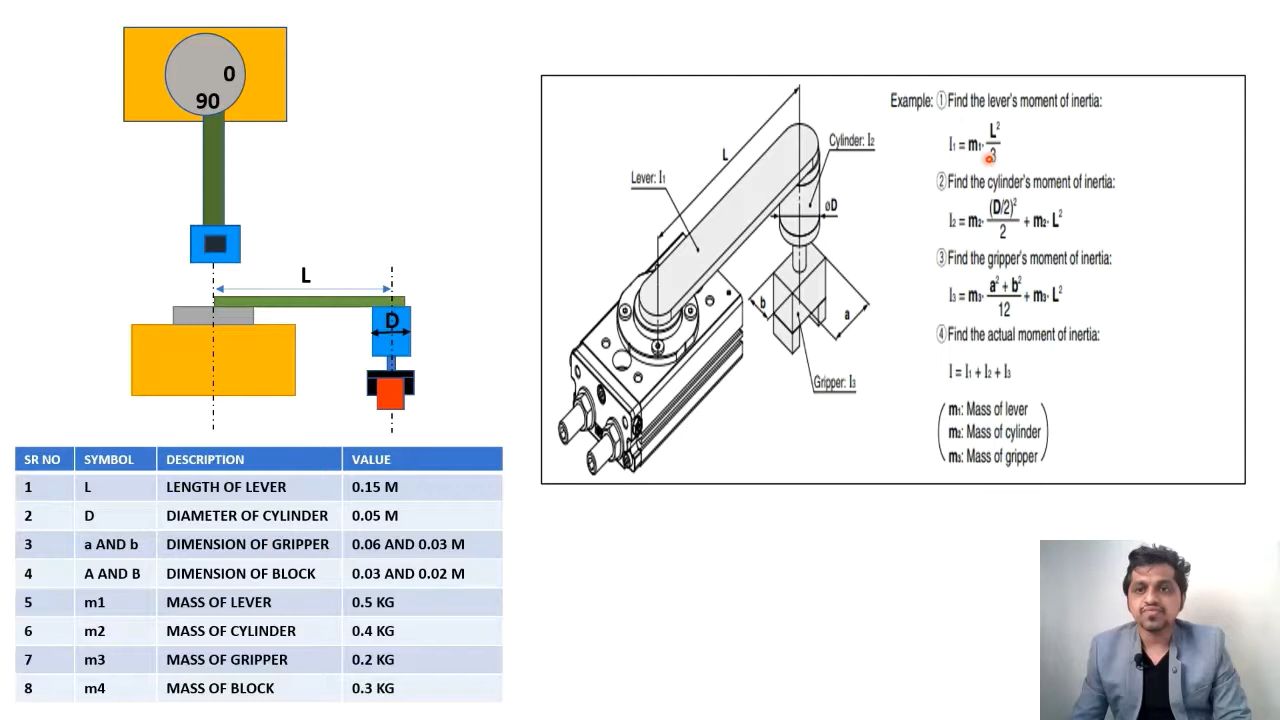 0
90
L
D
SR NO SYMBOL DESCRIPTION VALUE
1 L LENGTH OF LEVER 0.15 M
2 D DIAMETER OF CYLINDER 0.05 M
3 a AND b DIMENSION OF GRIPPER 0.06 AND 0.03 M
4 A AND B DIMENSION OF BLOCK 0.03 AND 0.02 M
5 m1 MASS OF LEVER 0.5 KG
6 m2 MASS OF CYLINDER 0.4 KG
7 m3 MASS OF GRIPPER 0.2 KG
8 m4 MASS OF BLOCK 0.3 KG
L
Cylinder: I₂
Lever: I₁
øD
b
a
Gripper: I₃
Example: ① Find the lever's moment of inertia:
I₁ = m₁· L²/3
② Find the cylinder's moment of inertia:
I₂ = m₂· (D/2)²/2 + m₂· L²
③ Find the gripper's moment of inertia:
I₃ = m₃· a² + b²/12 + m₃· L²
④ Find the actual moment of inertia:
I = I₁ + I₂ + I₃
m₁: Mass of lever
m₂: Mass of cylinder
m₃: Mass of gripper